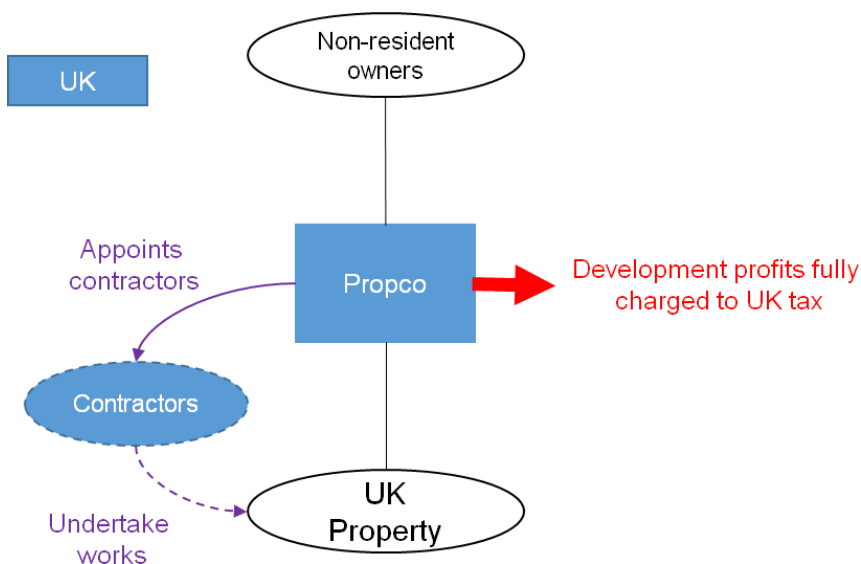 Non-resident
owners
UK
Appoints
contractors
Propco
Development profits fully
charged to UK tax
Contractors
UK
Property
Undertake
works